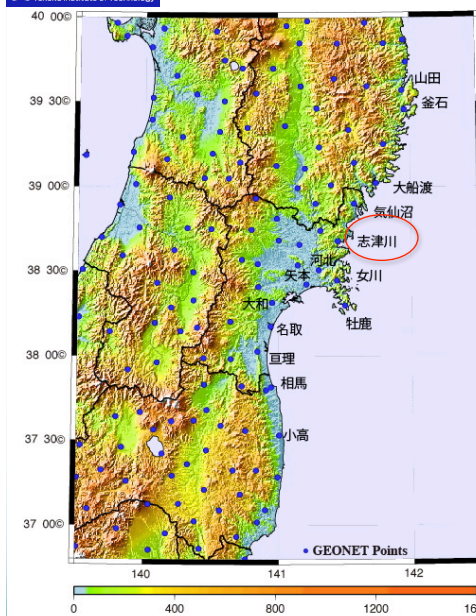 40 00©
山田
39 30©
釜石
39 00©
大船渡
気仙沼
志津川
38 30©
河北
矢本
女川
大和
牡鹿
名取
38 00©
亘理
相馬
37 30©
小高
37 00©
GEONET Points
140
141
142
0
400
800
1200